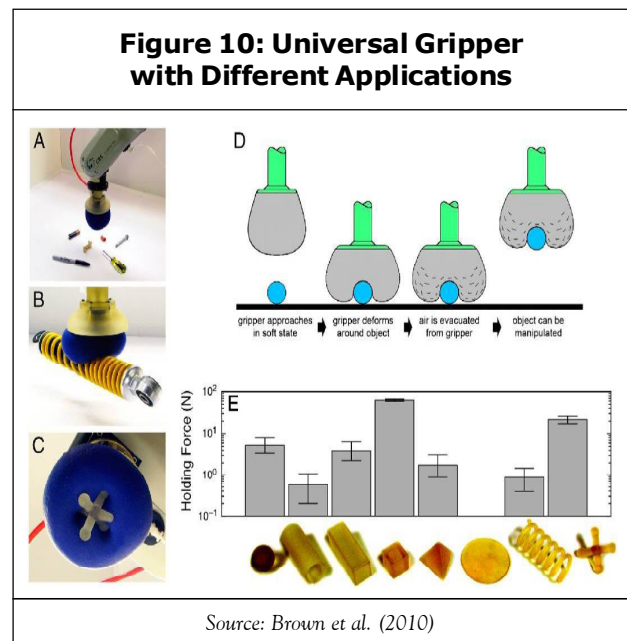 Figure 10: Universal Gripper
with Different Applications
A
B
C
D
gripper approaches
in soft state
gripper deforms
around object
air is evacuated
from gripper
object can be
manipulated
E
Holding Force (N)
10²
10¹
10⁰
10⁻¹
Source: Brown et al. (2010)